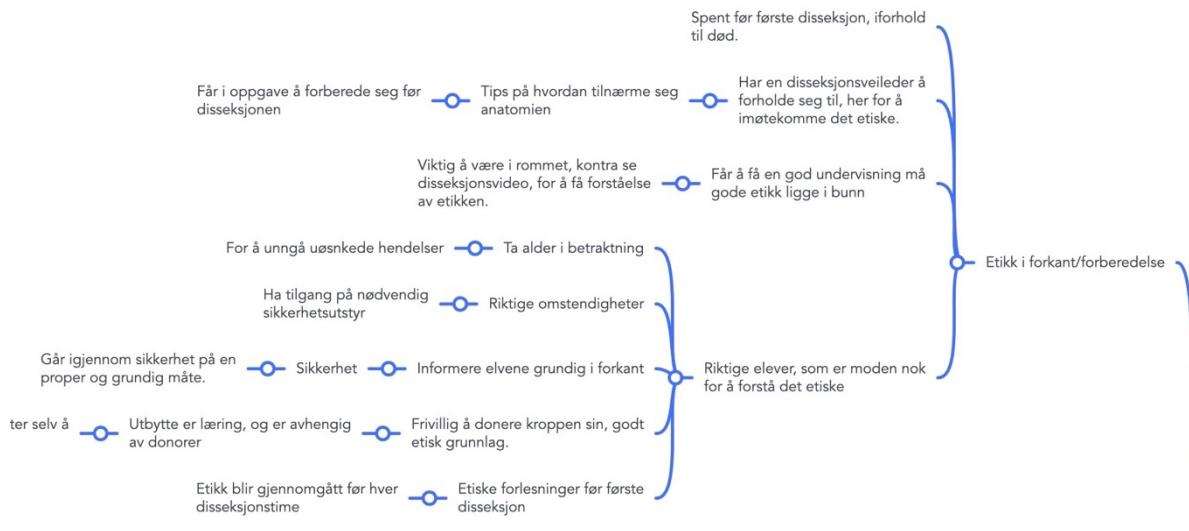 Spent før første disseksjon, iforhold
til død.
Får i oppgave å forberede seg før
disseksjonen
Tips på hvordan tilnærme seg
anatomien
Har en disseksjonsveileder å
forholde seg til, her for å
imøtekomme det etiske.
Viktig å være i rommet, kontra se
disseksjonsvideo, for å få forståelse
av etikken.
Får å få en god undervisning må
gode etikk ligge i bunn
For å unngå uøsnkede hendelser
Ta alder i betraktning
Etikk i forkant/forberedelse
Ha tilgang på nødvendig
sikkerhetsutstyr
Riktige omstendigheter
Går igjennom sikkerhet på en
proper og grundig måte.
Sikkerhet
Informere elvene grundig i forkant
Riktige elever, som er moden nok
for å forstå det etiske
ter selv å
Utbytte er læring, og er avhengig
av donorer
Frivillig å donere kroppen sin, godt
etisk grunnlag.
Etikk blir gjennomgått før hver
disseksjonstime
Etiske forlesninger før første
disseksjon